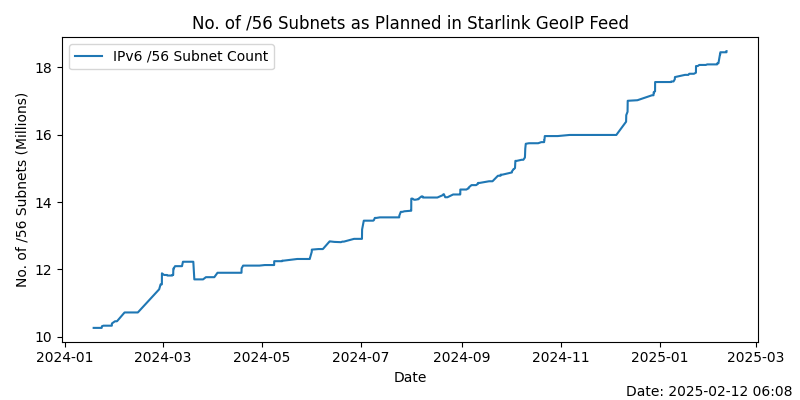 No. of /56 Subnets as Planned in Starlink GeoIP Feed
IPv6 /56 Subnet Count
No. of /56 Subnets (Millions)
18
16
14
12
10
2024-01
2024-03
2024-05
2024-07
2024-09
2024-11
2025-01
2025-03
Date
Date: 2025-02-12 06:08